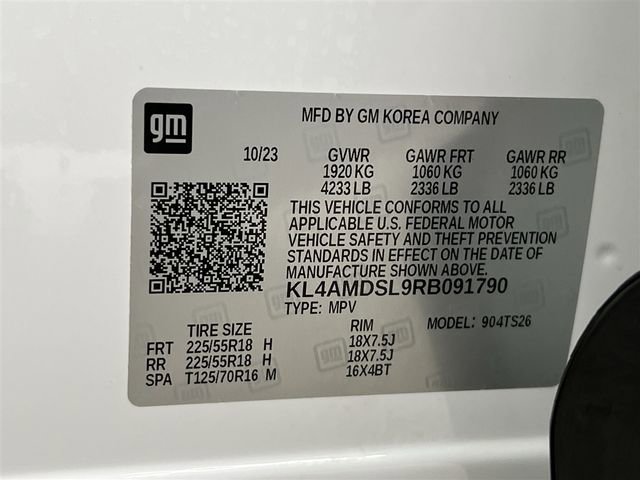 gm
MFD BY GM KOREA COMPANY
10/23 GVWR GAWR FRT GAWR RR
1920 KG 1060 KG 1060 KG
4233 LB 2336 LB 2336 LB
THIS VEHICLE CONFORMS TO ALL
APPLICABLE U.S. FEDERAL MOTOR
VEHICLE SAFETY AND THEFT PREVENTION
STANDARDS IN EFFECT ON THE DATE OF
MANUFACTURE SHOWN ABOVE.
KL4AMDSL9RB091790
TYPE: MPV
TIRE SIZE RIM MODEL: 904TS26
FRT 225/55R18 H 18X7.5J
RR 225/55R18 H 18X7.5J
SPA T125/70R16 M 16X4BT